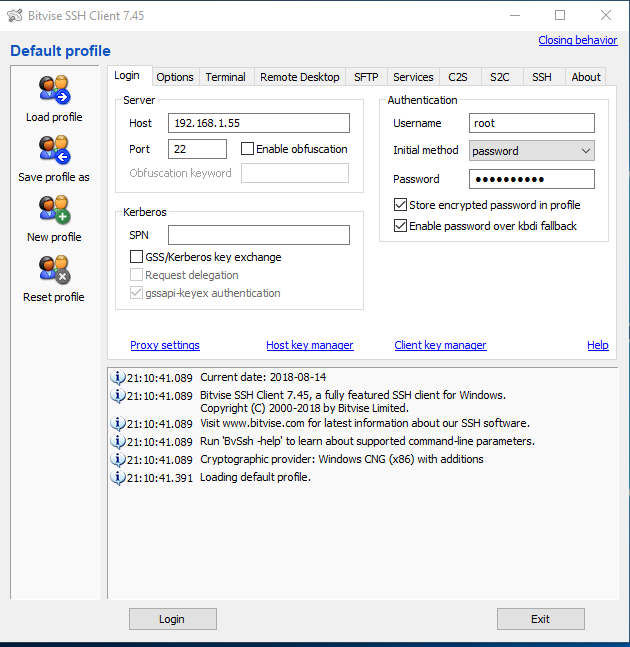 Bitvise SSH Client 7.45
Default profile
Closing behavior
Load profile
Save profile as
New profile
Reset profile
Login Options Terminal Remote Desktop SFTP Services C2S S2C SSH About
Server
Host 192.168.1.55
Port 22 Enable obfuscation
Obfuscation keyword
Kerberos
SPN
GSS/Kerberos key exchange
Request delegation
gssapi-keyex authentication
Authentication
Username root
Initial method password
Password ●●●●●●●●●●
Store encrypted password in profile
Enable password over kbdi fallback
Proxy settings Host key manager Client key manager Help
21:10:41.089 Current date: 2018-08-14
21:10:41.089 Bitvise SSH Client 7.45, a fully featured SSH client for Windows.
Copyright (C) 2000-2018 by Bitvise Limited.
21:10:41.089 Visit www.bitvise.com for latest information about our SSH software.
21:10:41.089 Run 'BvSsh -help' to learn about supported command-line parameters.
21:10:41.089 Cryptographic provider: Windows CNG (x86) with additions
21:10:41.391 Loading default profile.
Login Exit